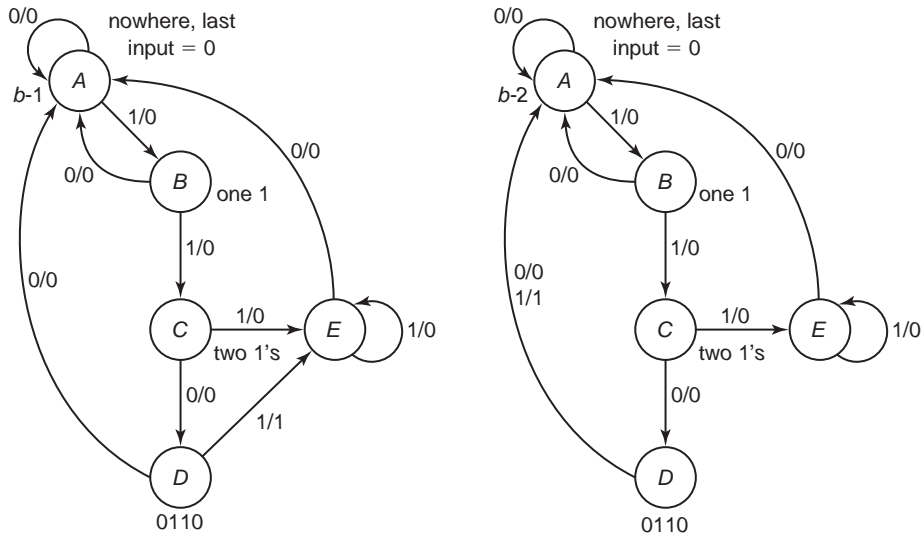 0/0
nowhere, last
input = 0
A
b-1
1/0
0/0
B
one 1
0/0
1/0
0/0
C
1/0
E
1/0
two 1's
0/0
1/1
D
0110
0/0
nowhere, last
input = 0
A
b-2
1/0
0/0
B
one 1
0/0
1/0
0/0
1/1
C
1/0
E
1/0
two 1's
0/0
D
0110